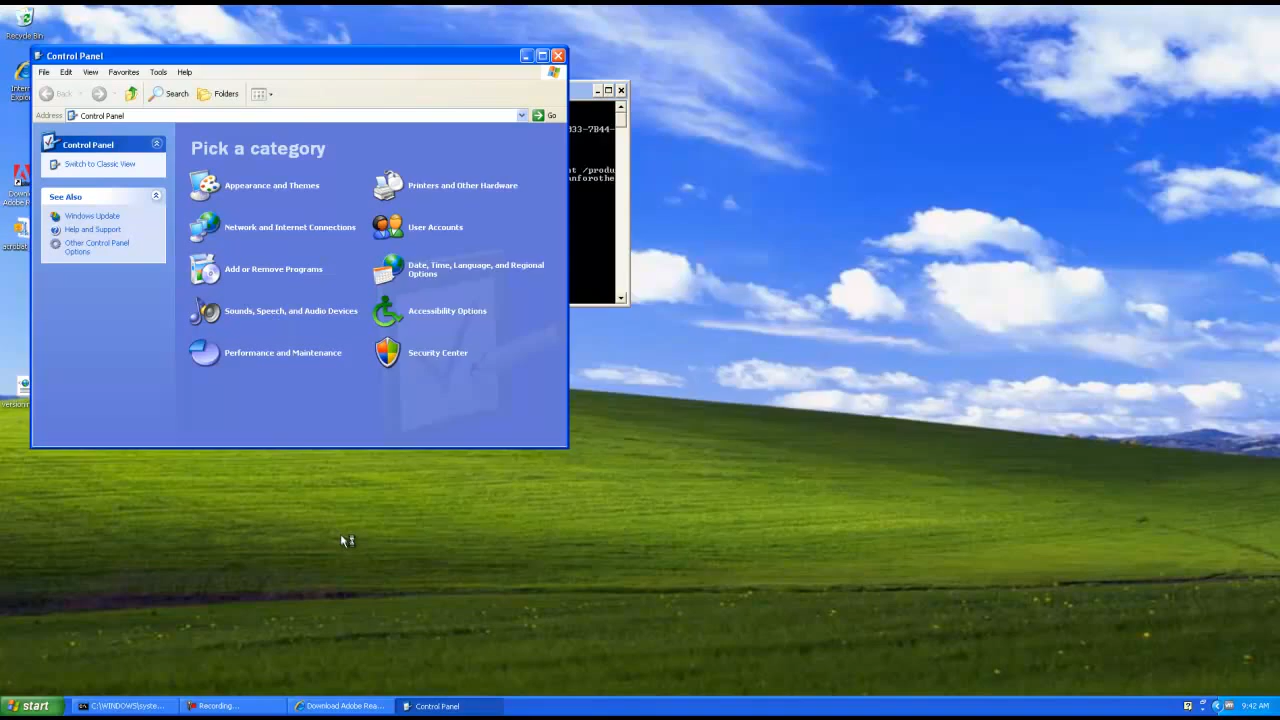 Recycle Bin
Control Panel
File Edit View Favorites Tools Help
Back Search Folders
Address Control Panel Go
Control Panel
Switch to Classic View
See Also
Windows Update
Help and Support
Other Control Panel
Options
Pick a category
Appearance and Themes
Printers and Other Hardware
Network and Internet Connections
User Accounts
Add or Remove Programs
Date, Time, Language, and Regional
Options
Sounds, Speech, and Audio Devices
Accessibility Options
Performance and Maintenance
Security Center
start
C:\WINDOWS\syste...
Recording...
Download Adobe Rea...
Control Panel
9:42 AM